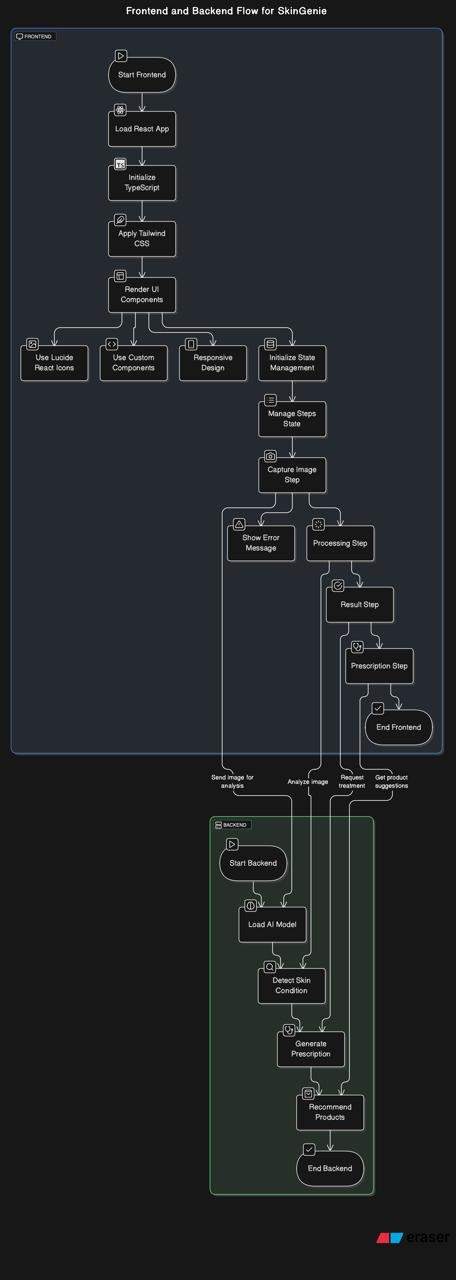 Frontend and Backend Flow for SkinGenie
FRONTEND
Start Frontend
Load React App
Initialize
TypeScript
Apply Tailwind
CSS
Render UI
Components
Use Lucide
React Icons
Use Custom
Components
Responsive
Design
Initialize State
Management
Manage Steps
State
Capture Image
Step
Show Error
Message
Processing Step
Result Step
Prescription Step
End Frontend
Send image for
analysis
Analyze image
Request
treatment
Get product
suggestions
BACKEND
Start Backend
Load AI Model
Detect Skin
Condition
Generate
Prescription
Recommend
Products
End Backend
eraser